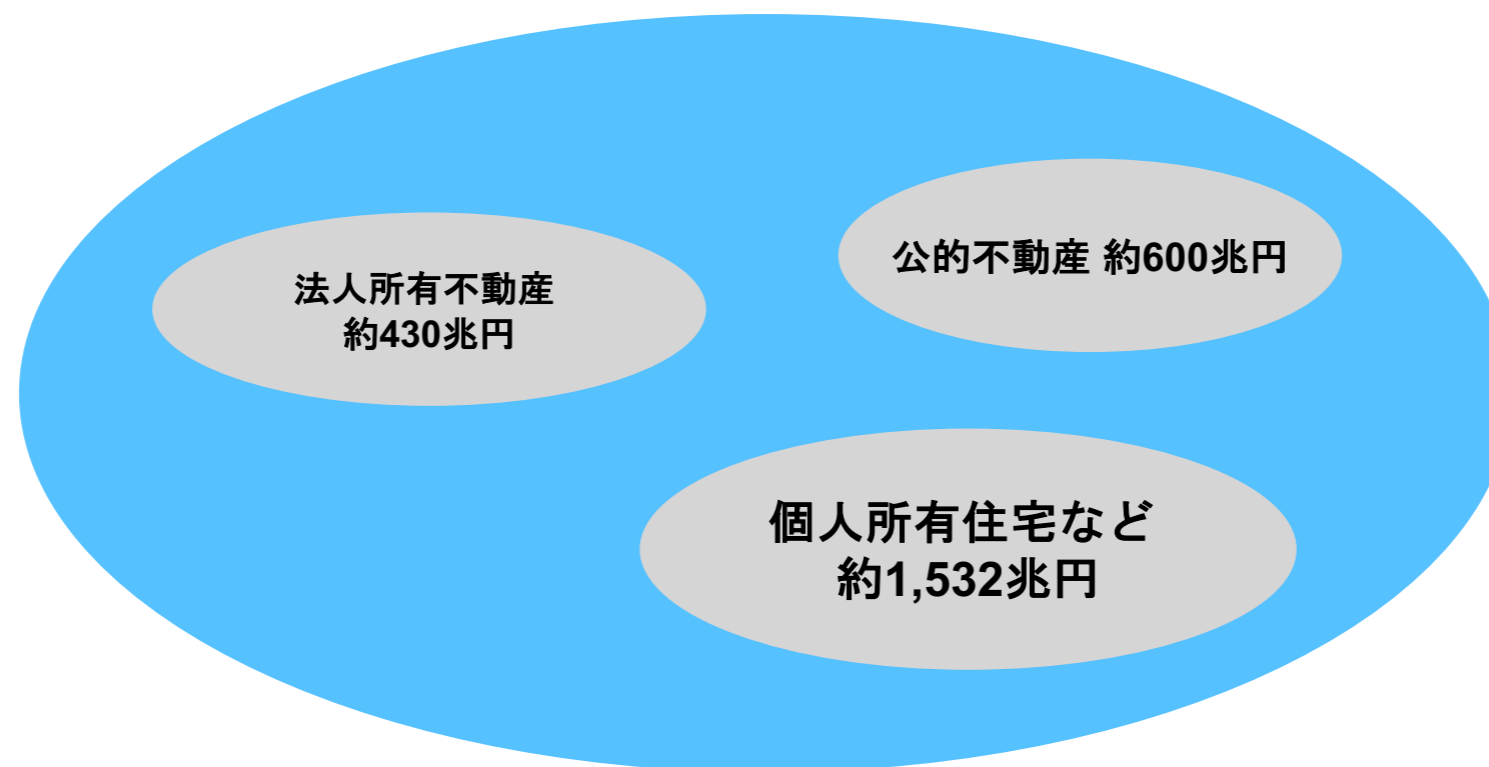 法人所有不動産
約430兆円
公的不動産 約600兆円
個人所有住宅など
約1,532兆円